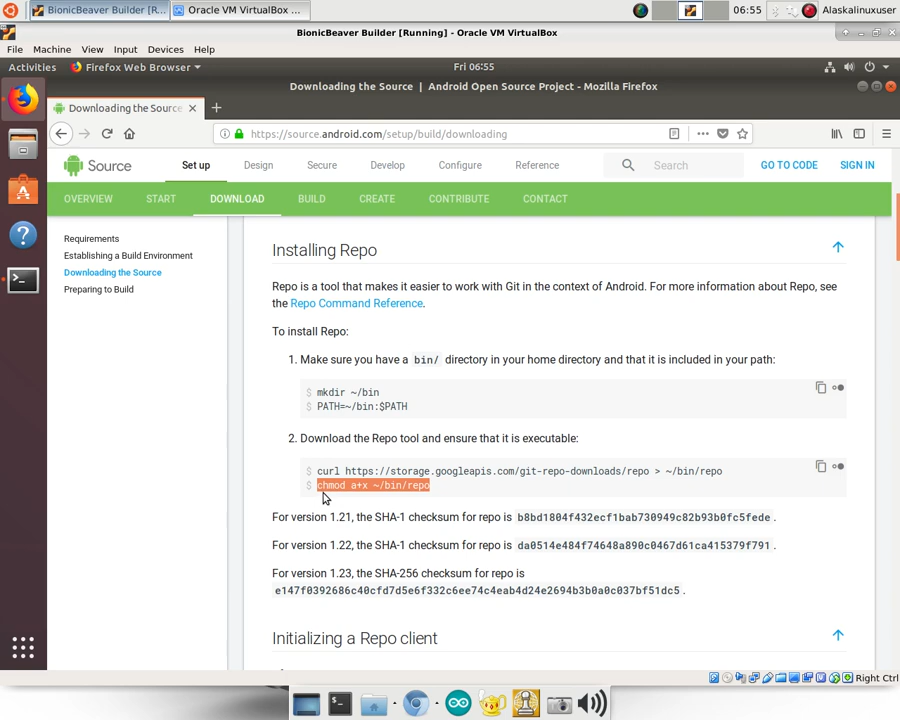 BionicBeaver Builder [R...
Oracle VM VirtualBox ...
06:55
Alaskalinuxuser
BionicBeaver Builder [Running] - Oracle VM VirtualBox
File Machine View Input Devices Help
Activities
Firefox Web Browser
Fri 06:55
Downloading the Source | Android Open Source Project - Mozilla Firefox
Downloading the Source
https://source.android.com/setup/build/downloading
Source
Set up
Design
Secure
Develop
Configure
Reference
Search
GO TO CODE
SIGN IN
OVERVIEW
START
DOWNLOAD
BUILD
CREATE
CONTRIBUTE
CONTACT
Requirements
Establishing a Build Environment
Downloading the Source
Preparing to Build
Installing Repo
Repo is a tool that makes it easier to work with Git in the context of Android. For more information about Repo, see
the Repo Command Reference.
To install Repo:
1. Make sure you have a bin/ directory in your home directory and that it is included in your path:
$ mkdir ~/bin
$ PATH=~/bin:$PATH
2. Download the Repo tool and ensure that it is executable:
$ curl https://storage.googleapis.com/git-repo-downloads/repo > ~/bin/repo
$ chmod a+x ~/bin/repo
For version 1.21, the SHA-1 checksum for repo is b8bd1804f432ecf1bab730949c82b93b0fc5fede.
For version 1.22, the SHA-1 checksum for repo is da0514e484f74648a890c0467d61ca415379f791.
For version 1.23, the SHA-256 checksum for repo is
e147f0392686c40cfd7d5e6f332c6ee74c4eab4d24e2694b3b0a0c037bf51dc5.
Initializing a Repo client
Right Ctrl